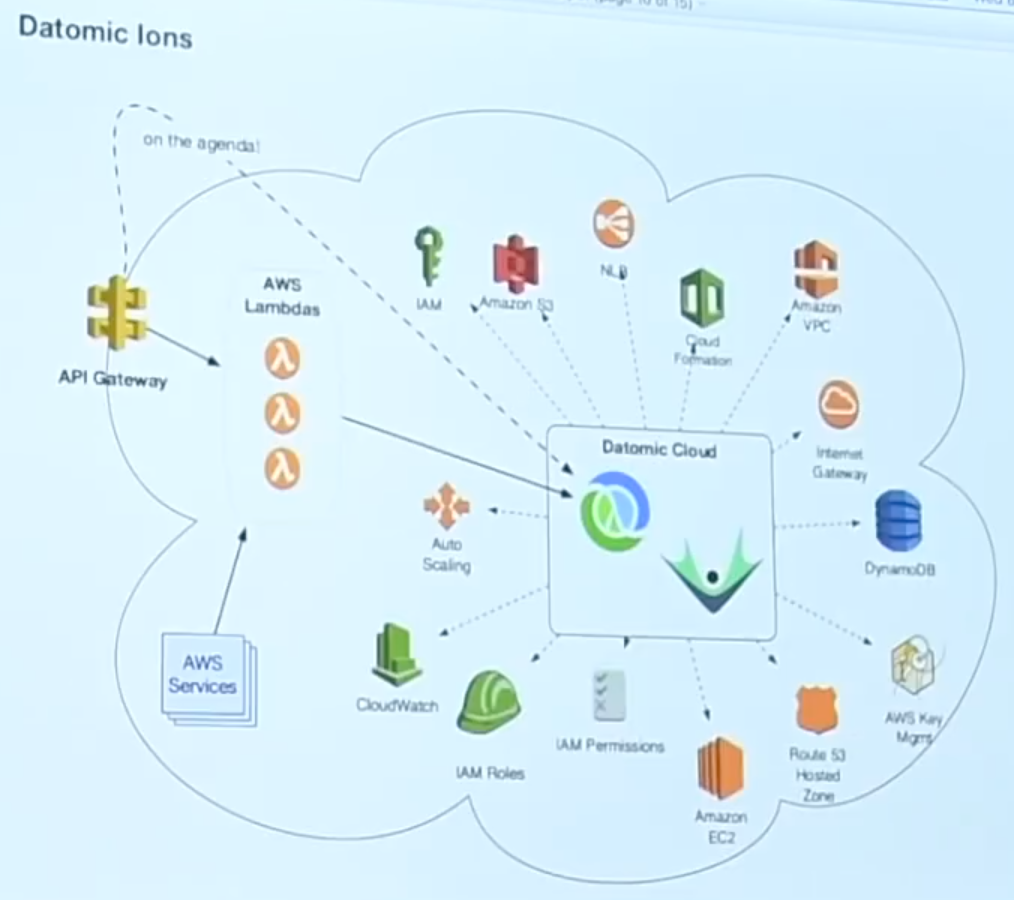 Datomic Ions
on the agenda!
AWS
Lambdas
API Gateway
IAM
Amazon S3
NLB
Cloud
Formation
Amazon
VPC
Internet
Gateway
Datomic Cloud
Auto
Scaling
DynamoDB
AWS
Services
CloudWatch
IAM Roles
IAM Permissions
Amazon
EC2
Route 53
Hosted
Zone
AWS Key
Mgmt